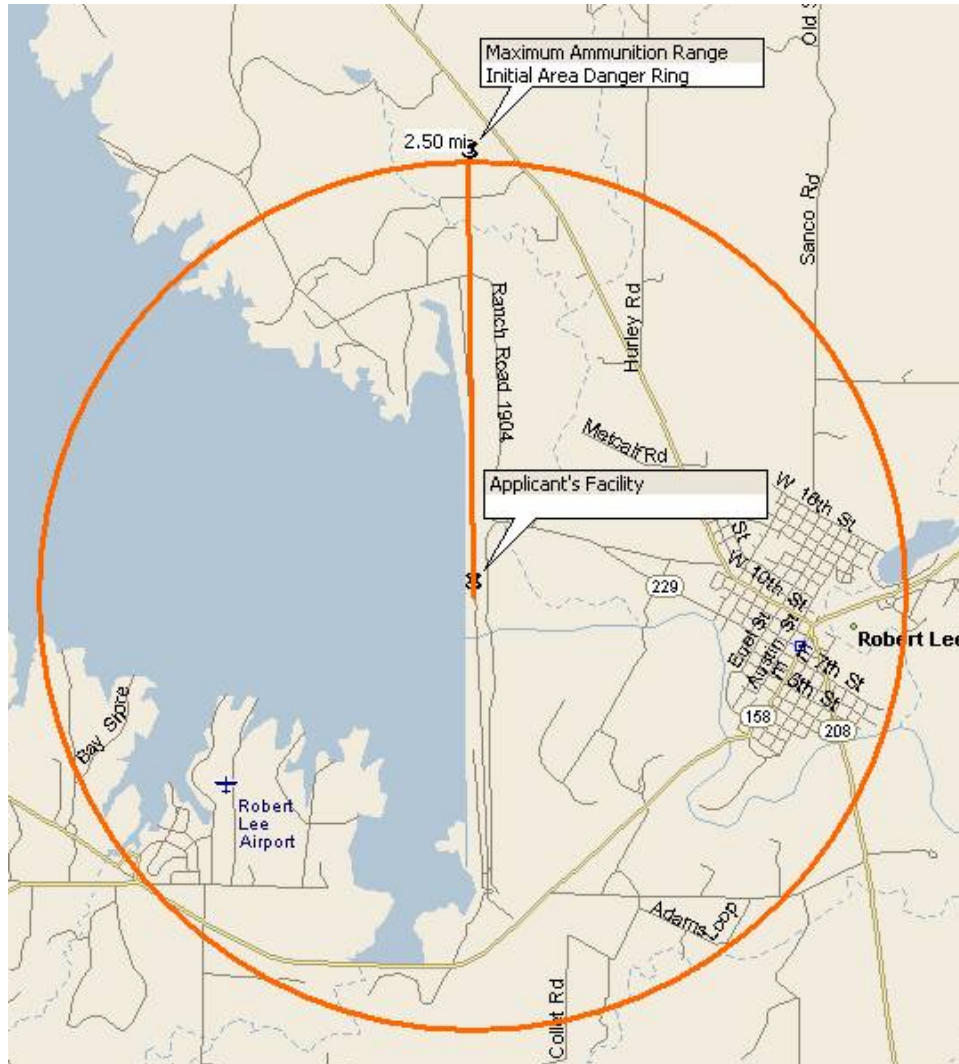 Old S
Maximum Ammunition Range
Initial Area Danger Ring
2.50 mi
Sanco Rd
Ranch Road 1904
Hurley Rd
Metcalf Rd
Applicant's Facility
W 16th St
St
W 10th St
229
Austin St
Robert Lee
E 7th St
E 5th St
158
208
Bay Shore
Robert
Lee
Airport
Adams Loop
Collet Rd